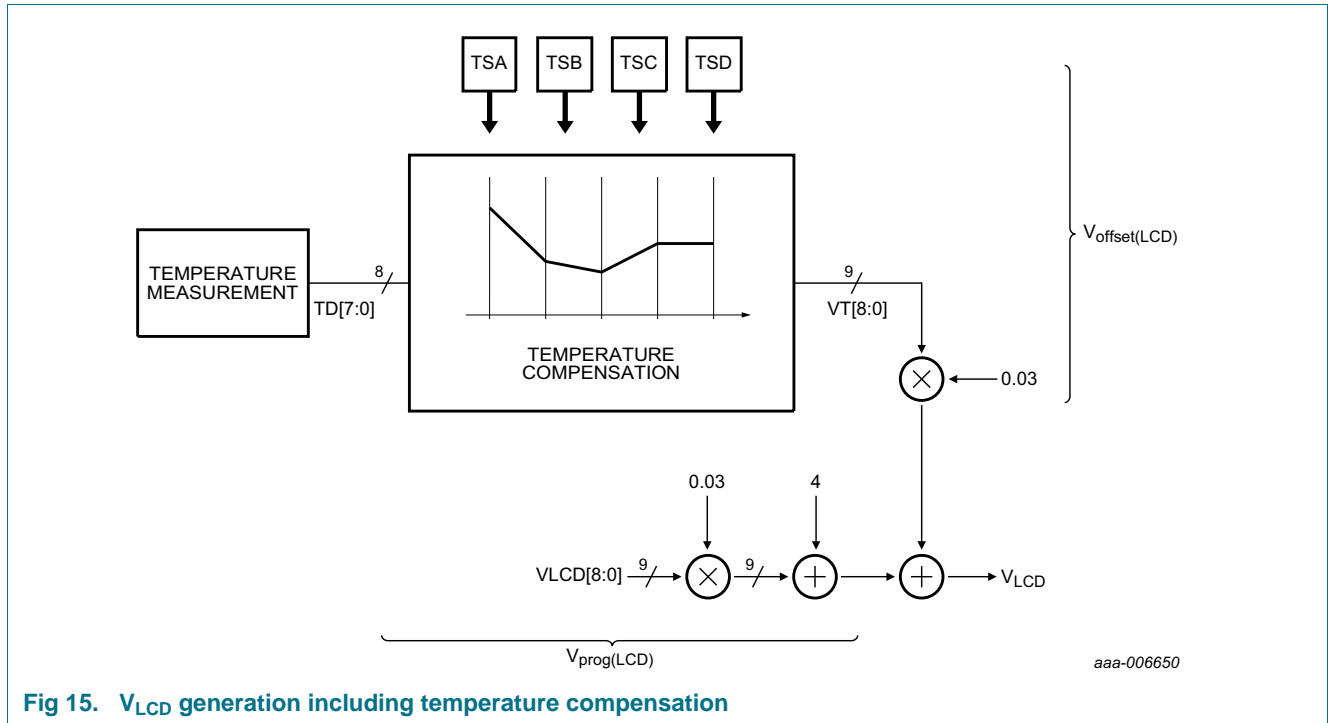 TSA TSB TSC TSD
V_offset(LCD)
TEMPERATURE
MEASUREMENT
8
TD[7:0]
TEMPERATURE
COMPENSATION
9
VT[8:0]
× 0.03
0.03 4
VLCD[8:0] 9 × 9 + + V_LCD
V_prog(LCD)
aaa-006650
Fig 15. V_LCD generation including temperature compensation